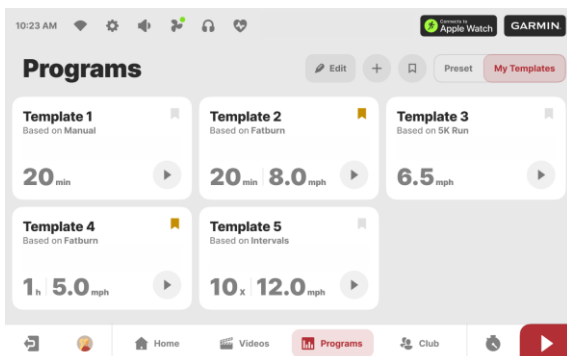 10:23 AM
Connects to
Apple Watch
GARMIN
Programs
Edit
Preset
My Templates
Template 1
Based on Manual
20 min
Template 2
Based on Fatburn
20 min 8.0 mph
Template 3
Based on 5K Run
6.5 mph
Template 4
Based on Fatburn
1 h 5.0 mph
Template 5
Based on Intervals
10 x 12.0 mph
Home
Videos
Programs
Club